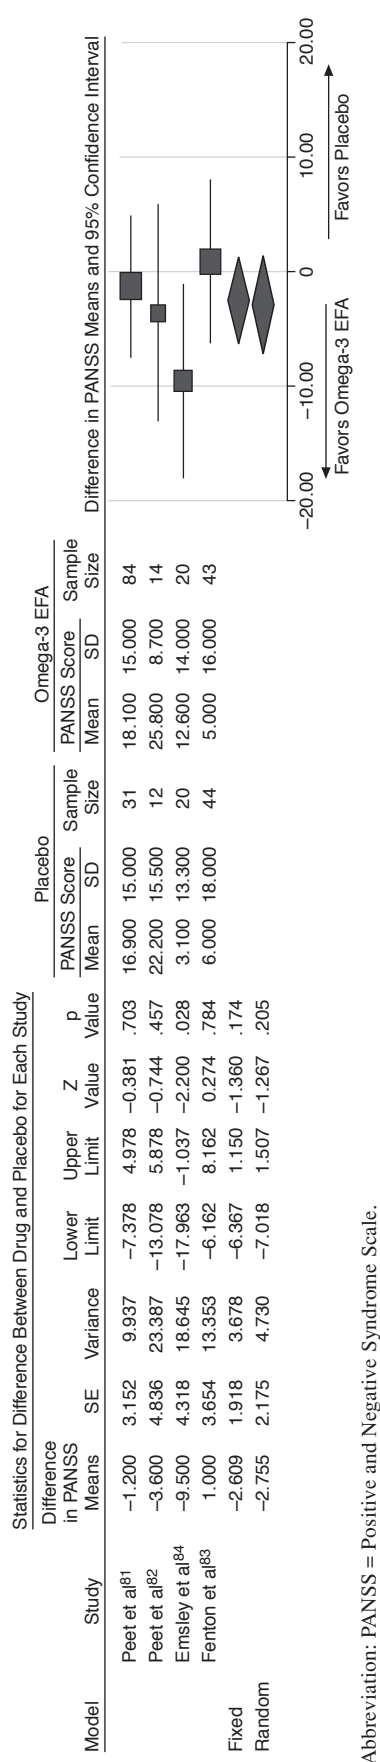 Statistics for Difference Between Drug and Placebo for Each Study
Placebo
Omega-3 EFA
Difference in PANSS Means and 95% Confidence Interval
Difference
in PANSS
Means
SE
Variance
Lower
Limit
Upper
Limit
Z
Value
p
Value
PANSS Score
Mean
SD
Sample
Size
PANSS Score
Mean
SD
Sample
Size
Model
Study
Peet et al81 −1.200 3.152 9.937 −7.378 4.978 −0.381 .703 16.900 15.000 31 18.100 15.000 84
Peet et al82 −3.600 4.836 23.387 −13.078 5.878 −0.744 .457 22.200 15.500 12 25.800 8.700 14
Emsley et al84 −9.500 4.318 18.645 −17.963 −1.037 −2.200 .028 3.100 13.300 20 12.600 14.000 20
Fenton et al83 1.000 3.654 13.353 −6.162 8.162 0.274 .784 6.000 18.000 44 5.000 16.000 43
Fixed −2.609 1.918 3.678 −6.367 1.150 −1.360 .174
Random −2.755 2.175 4.730 −7.018 1.507 −1.267 .205
−20.00 −10.00 0 10.00 20.00
Favors Omega-3 EFA Favors Placebo
Abbreviation: PANSS = Positive and Negative Syndrome Scale.